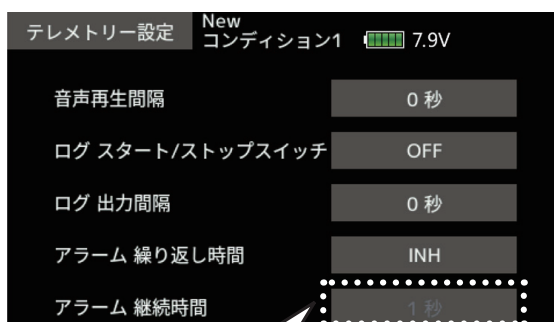 テレメトリー設定
New
コンディション1 7.9V
音声再生間隔 0 秒
ログ スタート/ストップスイッチ OFF
ログ 出力間隔 0 秒
アラーム 繰り返し時間 INH
アラーム 継続時間 1 秒